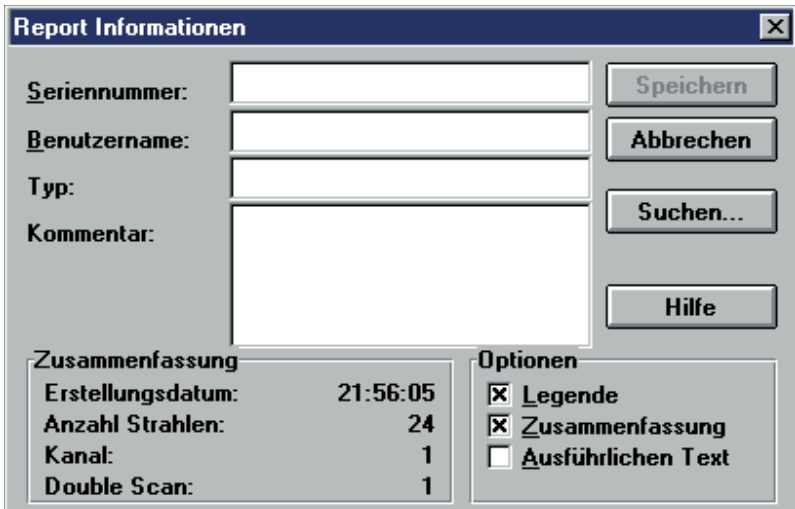 Report Informationen
Seriennummer:
Speichern
Benutzername:
Abbrechen
Typ:
Suchen...
Kommentar:
Hilfe
Zusammenfassung
Erstellungsdatum: 21:56:05
Anzahl Strahlen: 24
Kanal: 1
Double Scan: 1
Optionen
Legende
Zusammenfassung
Ausführlichen Text